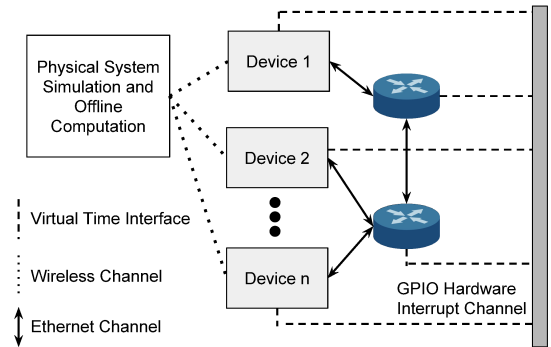 Physical System
Simulation and
Offline
Computation
Device 1
Device 2
Device n
Virtual Time Interface
Wireless Channel
Ethernet Channel
GPIO Hardware
Interrupt Channel